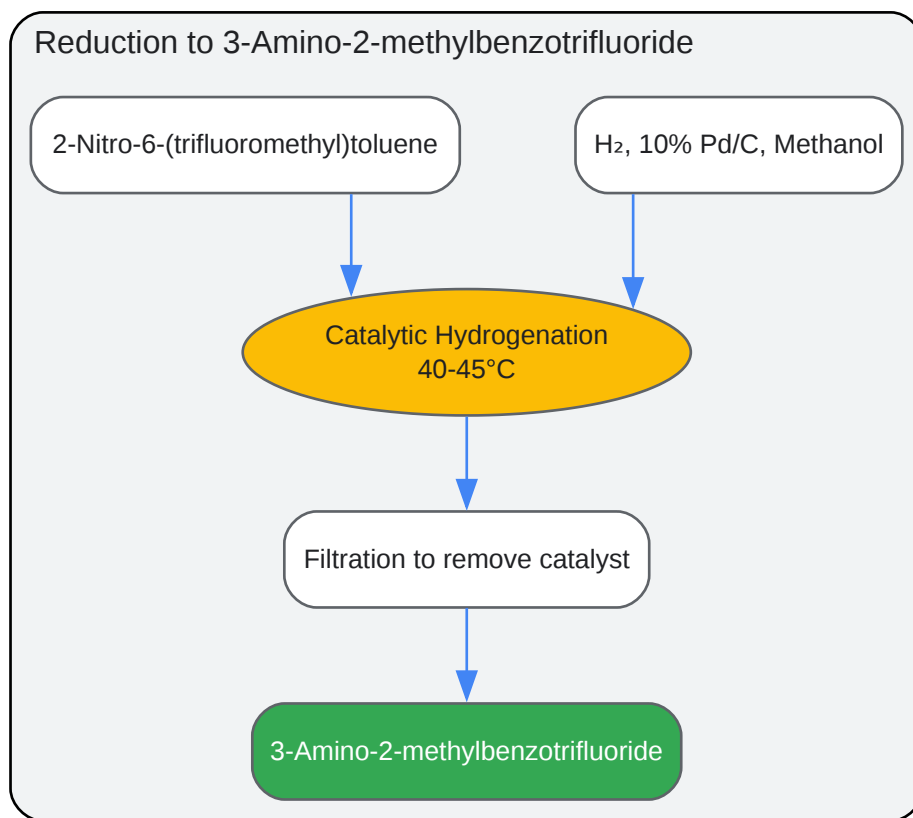 Reduction to 3-Amino-2-methylbenzotrifluoride
2-Nitro-6-(trifluoromethyl)toluene
H₂, 10% Pd/C, Methanol
Catalytic Hydrogenation
40-45°C
Filtration to remove catalyst
3-Amino-2-methylbenzotrifluoride